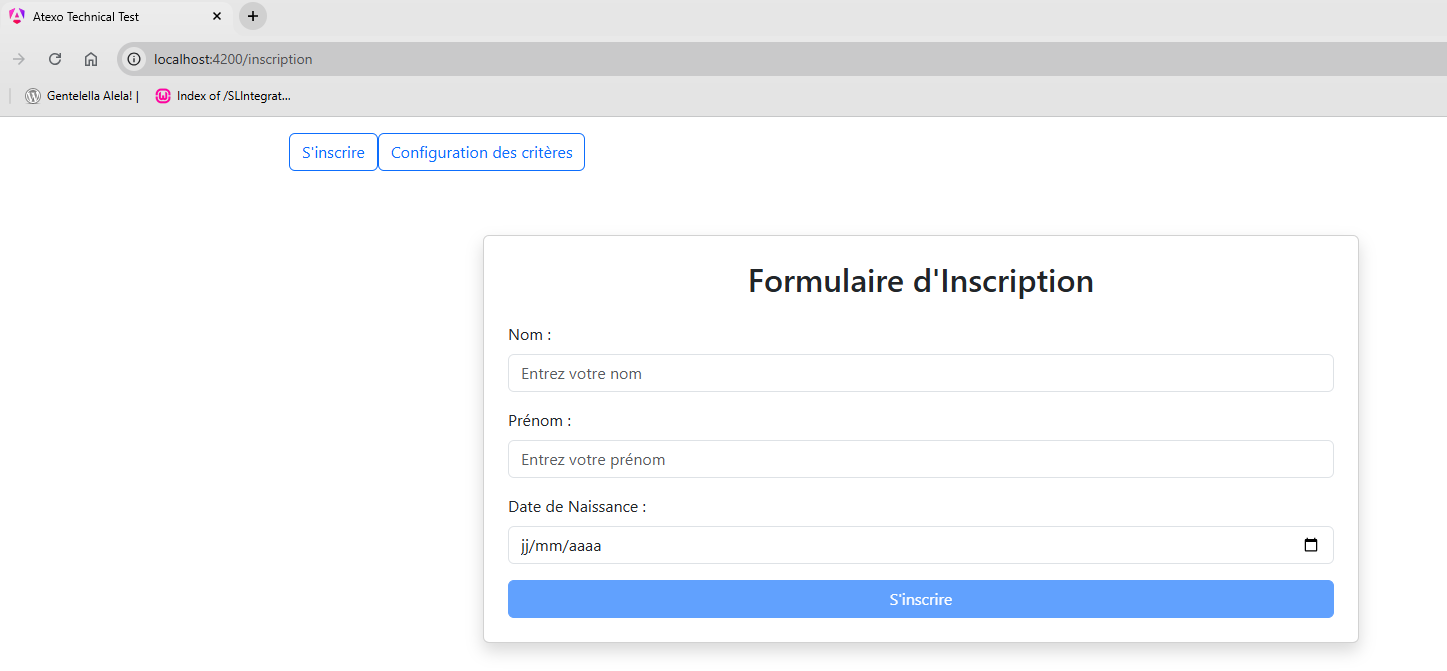 Atexo Technical Test
localhost:4200/inscription
Gentelella Alela! | Index of /SLIntegrat...
S'inscrire Configuration des critères
Formulaire d'Inscription
Nom :
Entrez votre nom
Prénom :
Entrez votre prénom
Date de Naissance :
jj/mm/aaaa
S'inscrire